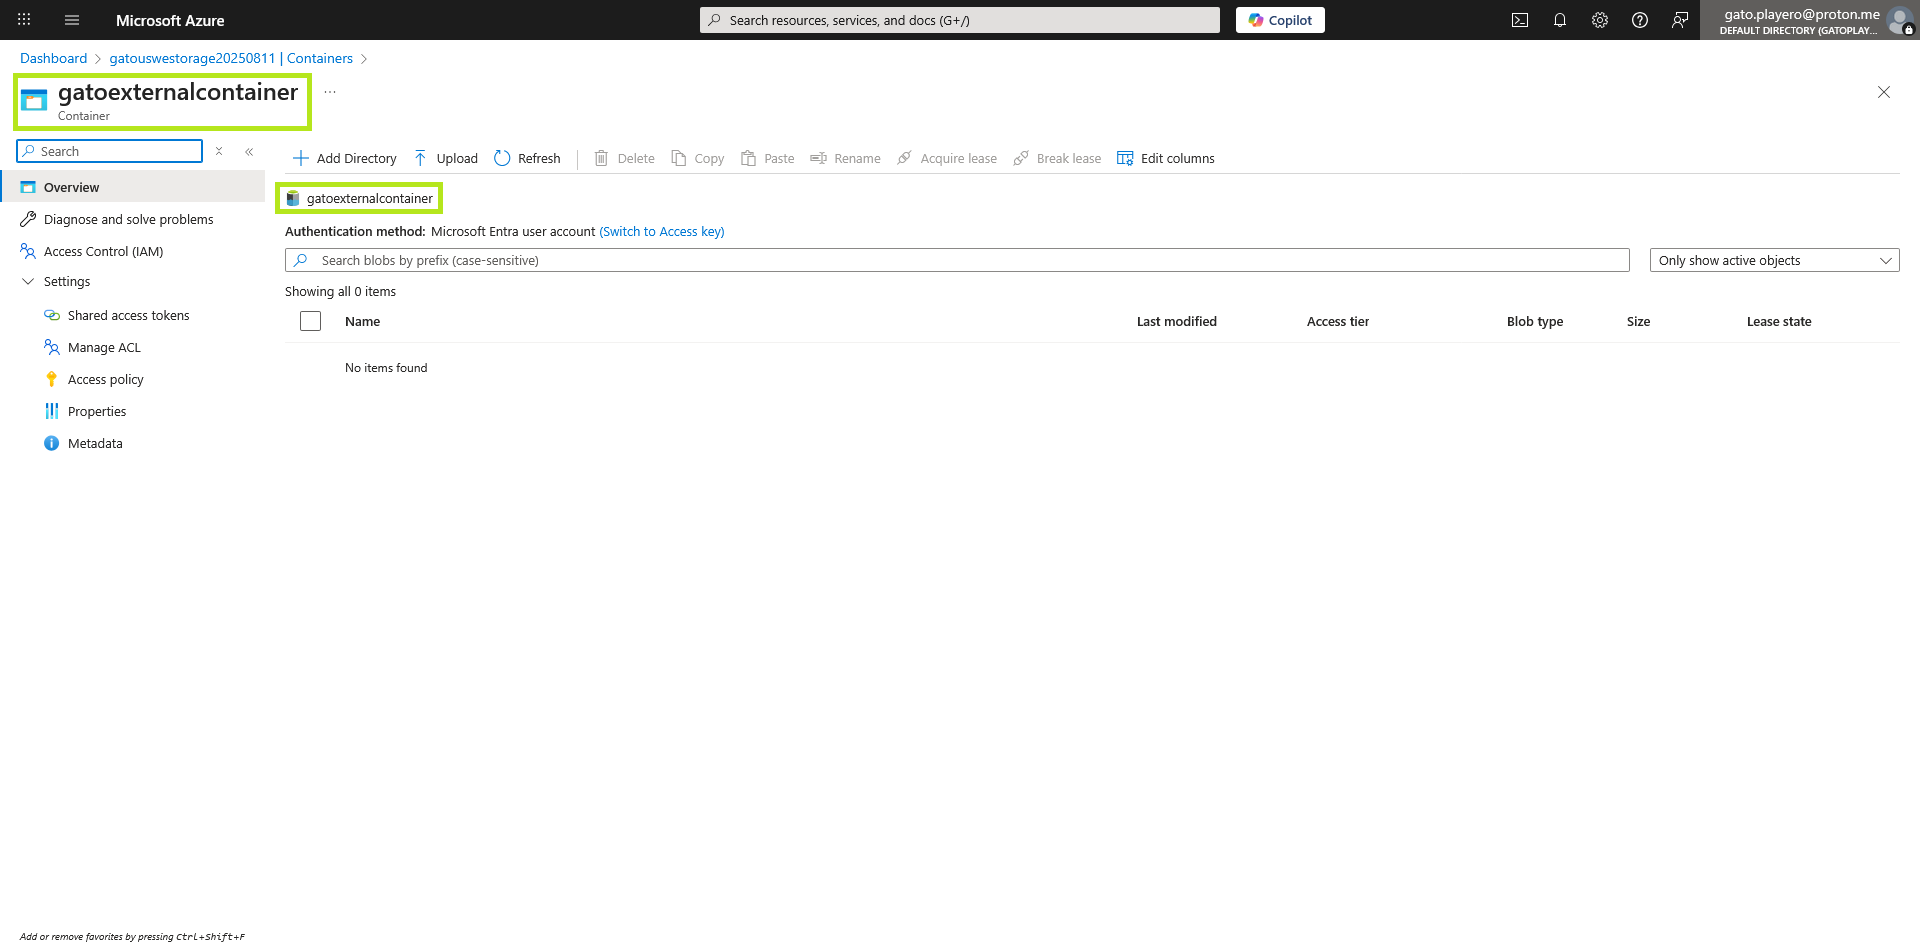 Microsoft Azure
Search resources, services, and docs (G+/)
Copilot
gato.playero@proton.me
DEFAULT DIRECTORY (GATOPLAY...
Dashboard > gatouswestorage20250811 | Containers >
gatoexternalcontainer ...
Container
Search
Add Directory Upload Refresh Delete Copy Paste Rename Acquire lease Break lease Edit columns
Overview
Diagnose and solve problems
Access Control (IAM)
Settings
Shared access tokens
Manage ACL
Access policy
Properties
Metadata
gatoexternalcontainer
Authentication method: Microsoft Entra user account (Switch to Access key)
Search blobs by prefix (case-sensitive)
Only show active objects
Showing all 0 items
Name Last modified Access tier Blob type Size Lease state
No items found
Add or remove favorites by pressing Ctrl+Shift+F